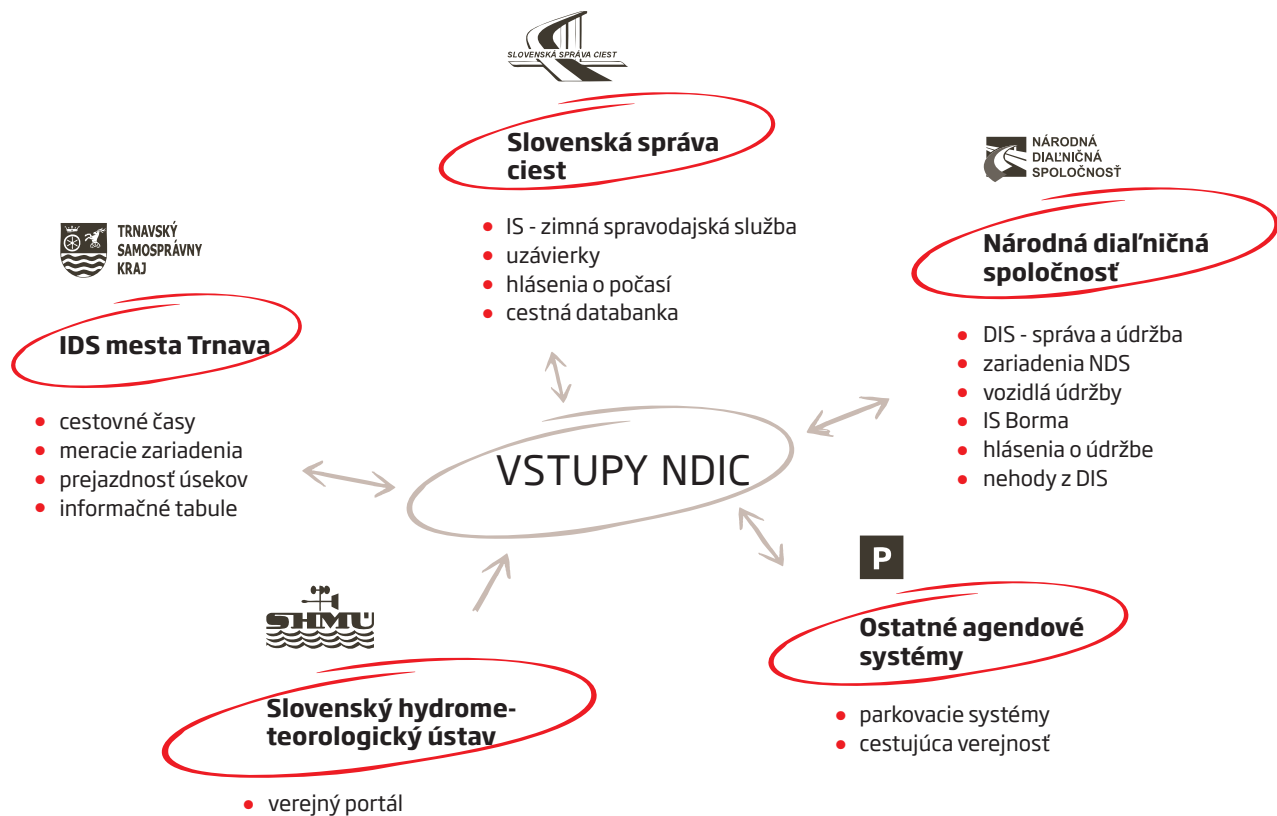 SLOVENSKÁ SPRÁVA CIEST
Slovenská správa
ciest
• IS - zimná spravodajská služba
• uzávierky
• hlásenia o počasí
• cestná databanka
NÁRODNÁ
DIAĽNIČNÁ
SPOLOČNOSŤ
Národná diaľničná
spoločnosť
• DIS - správa a údržba
• zariadenia NDS
• vozidlá údržby
• IS Borma
• hlásenia o údržbe
• nehody z DIS
TRNAVSKÝ
SAMOSPRÁVNY
KRAJ
IDS mesta Trnava
• cestovné časy
• meracie zariadenia
• prejazdnosť úsekov
• informačné tabule
VSTUPY NDIC
SHMÚ
Slovenský hydrome-
teorologický ústav
• verejný portál
P
Ostatné agendové
systémy
• parkovacie systémy
• cestujúca verejnosť